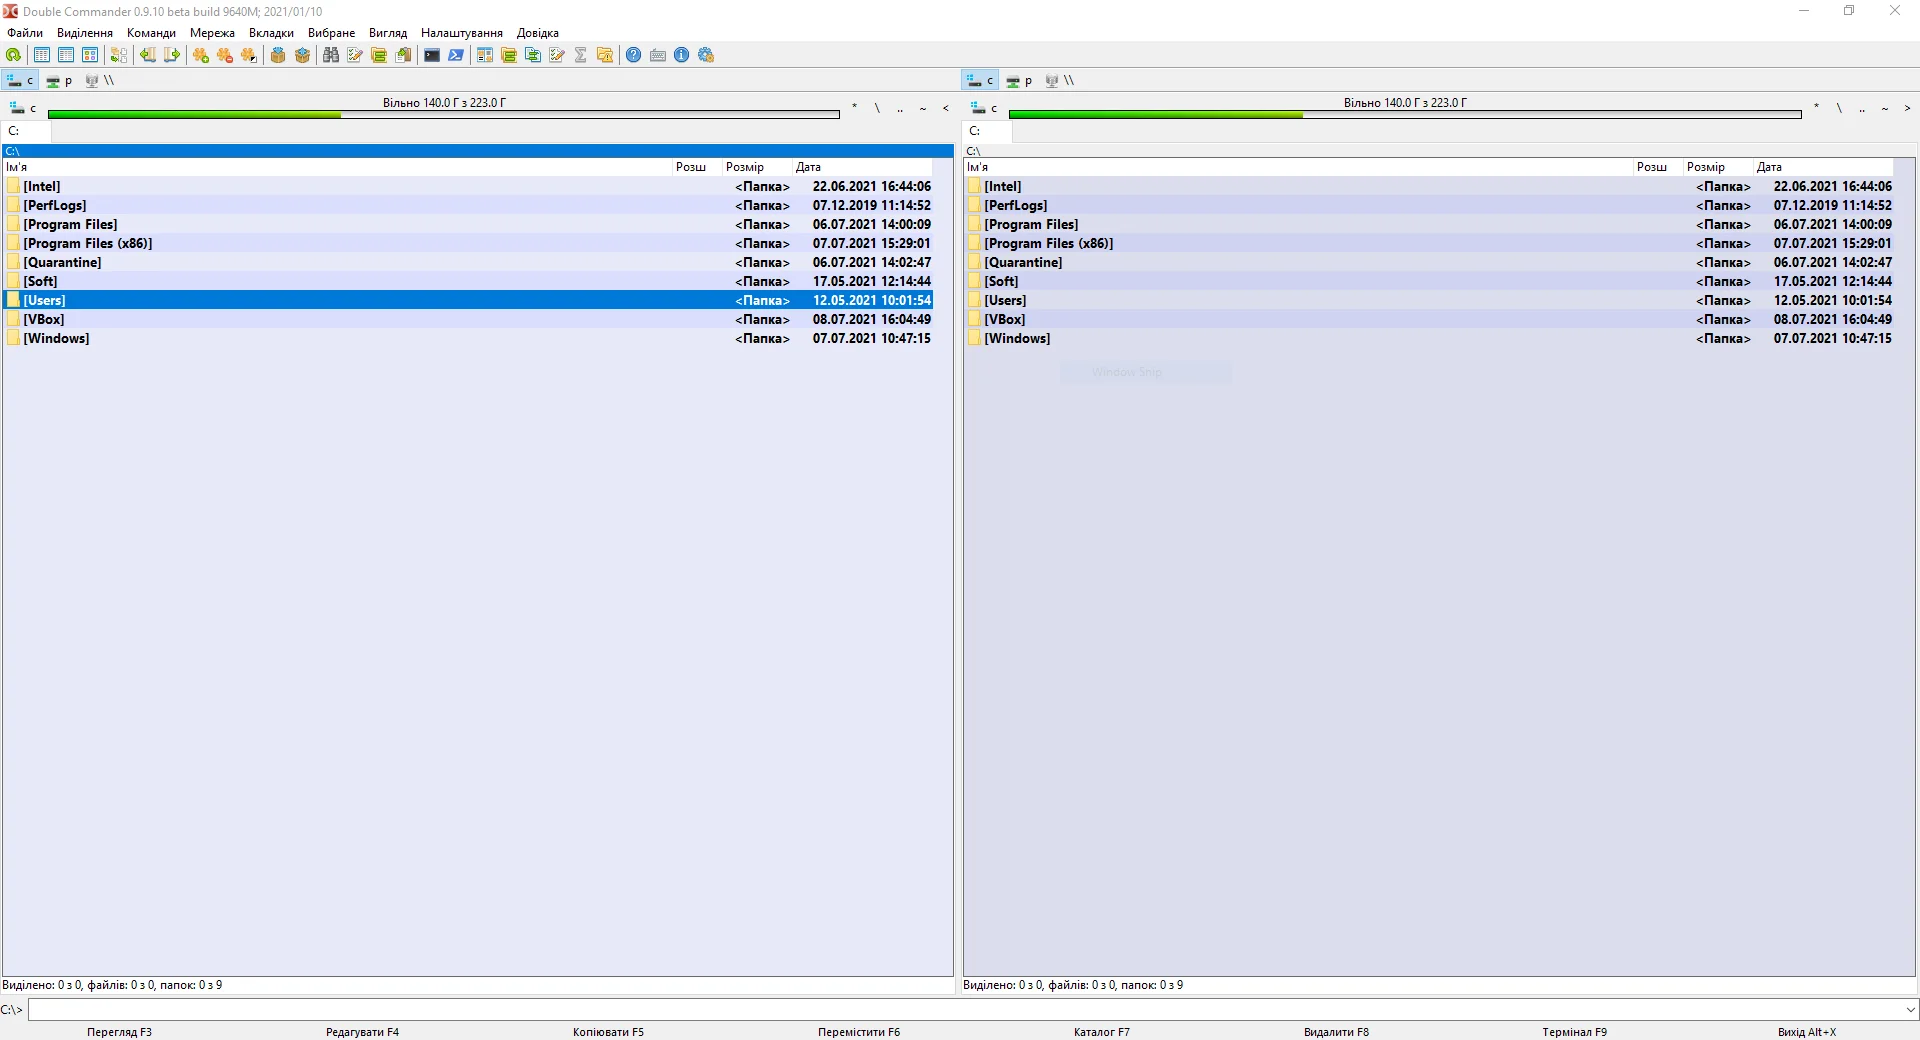 Double Commander 0.9.10 beta build 9640M; 2021/01/10
Файли Виділення Команди Мережа Вкладки Вибране Вигляд Налаштування Довідка
c p \\
c p \\
c Вільно 140.0 Г з 223.0 Г * \ .. ~ <
c Вільно 140.0 Г з 223.0 Г * \ .. ~ >
C:
C:
C:\
C:\
Ім'я Розш Розмір Дата
[Intel] <Папка> 22.06.2021 16:44:06
[PerfLogs] <Папка> 07.12.2019 11:14:52
[Program Files] <Папка> 06.07.2021 14:00:09
[Program Files (x86)] <Папка> 07.07.2021 15:29:01
[Quarantine] <Папка> 06.07.2021 14:02:47
[Soft] <Папка> 17.05.2021 12:14:44
[Users] <Папка> 12.05.2021 10:01:54
[VBox] <Папка> 08.07.2021 16:04:49
[Windows] <Папка> 07.07.2021 10:47:15
Виділено: 0 з 0, файлів: 0 з 0, папок: 0 з 9
Ім'я Розш Розмір Дата
[Intel] <Папка> 22.06.2021 16:44:06
[PerfLogs] <Папка> 07.12.2019 11:14:52
[Program Files] <Папка> 06.07.2021 14:00:09
[Program Files (x86)] <Папка> 07.07.2021 15:29:01
[Quarantine] <Папка> 06.07.2021 14:02:47
[Soft] <Папка> 17.05.2021 12:14:44
[Users] <Папка> 12.05.2021 10:01:54
[VBox] <Папка> 08.07.2021 16:04:49
[Windows] <Папка> 07.07.2021 10:47:15
Window Snip
Виділено: 0 з 0, файлів: 0 з 0, папок: 0 з 9
C:\>
Перегляд F3 Редагувати F4 Копіювати F5 Перемістити F6 Каталог F7 Видалити F8 Термінал F9 Вихід Alt+X